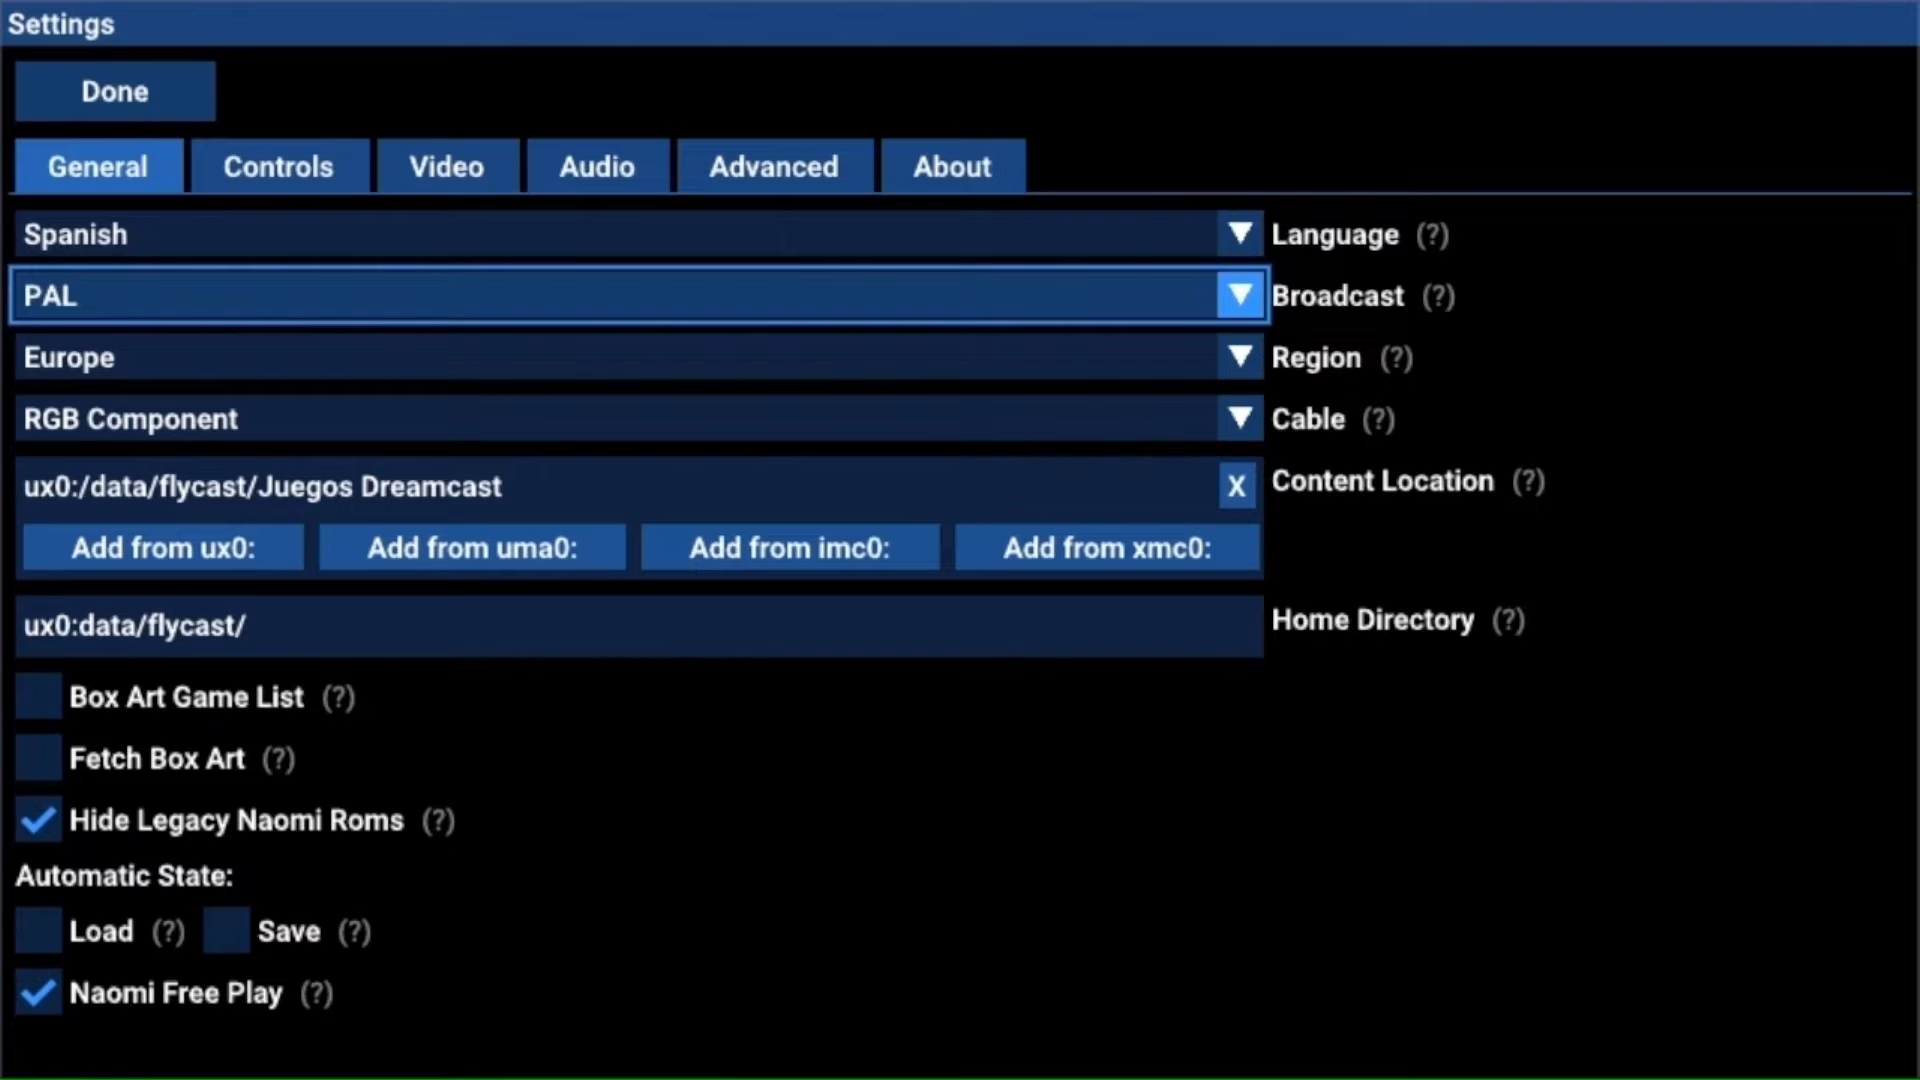 Settings
Done
General Controls Video Audio Advanced About
Spanish Language (?)
PAL Broadcast (?)
Europe Region (?)
RGB Component Cable (?)
ux0:/data/flycast/Juegos Dreamcast X Content Location (?)
Add from ux0: Add from uma0: Add from imc0: Add from xmc0:
ux0:data/flycast/ Home Directory (?)
Box Art Game List (?)
Fetch Box Art (?)
Hide Legacy Naomi Roms (?)
Automatic State:
Load (?) Save (?)
Naomi Free Play (?)